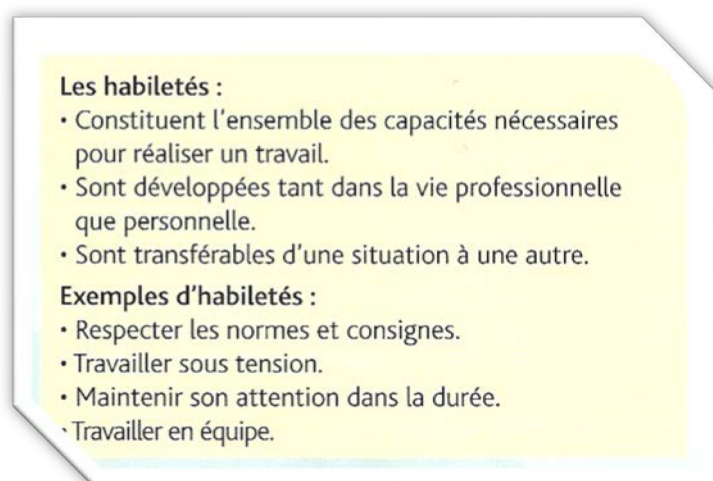 Les habiletés :
• Constituent l'ensemble des capacités nécessaires
pour réaliser un travail.
• Sont développées tant dans la vie professionnelle
que personnelle.
• Sont transférables d'une situation à une autre.
Exemples d'habiletés :
• Respecter les normes et consignes.
• Travailler sous tension.
• Maintenir son attention dans la durée.
• Travailler en équipe.